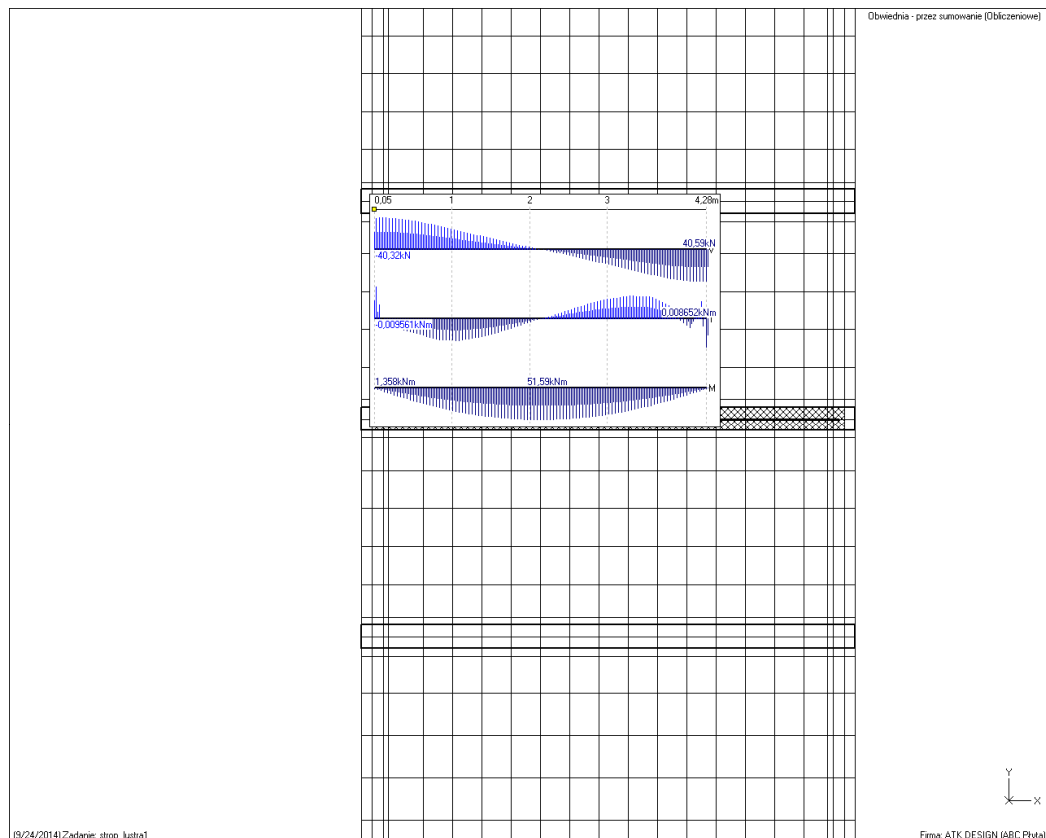 Obwiednia - przez sumowanie (Obliczeniowe)
0,05 1 2 3 4,28m
40,59kN
-40,32kN
0,008652kNm
-0,009561kNm
1,358kNm 51,59kNm M
Y
X
(9/24/2014) Zadanie: strop_lustra1
Firma: ATK DESIGN (ABC Płyta)